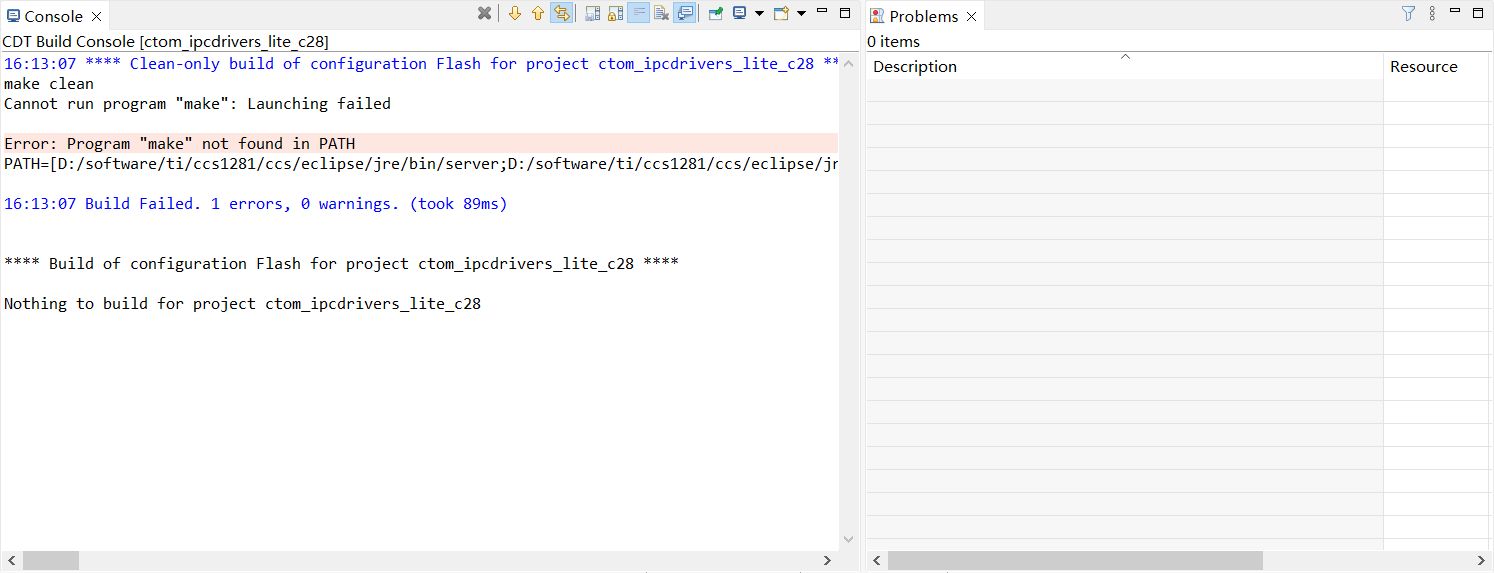 Console
CDT Build Console [ctom_ipcdrivers_lite_c28]
16:13:07 **** Clean-only build of configuration Flash for project ctom_ipcdrivers_lite_c28 **
make clean
Cannot run program "make": Launching failed
Error: Program "make" not found in PATH
PATH=[D:/software/ti/ccs1281/ccs/eclipse/jre/bin/server;D:/software/ti/ccs1281/ccs/eclipse/jr
16:13:07 Build Failed. 1 errors, 0 warnings. (took 89ms)
**** Build of configuration Flash for project ctom_ipcdrivers_lite_c28 ****
Nothing to build for project ctom_ipcdrivers_lite_c28
Problems
0 items
Description
Resource